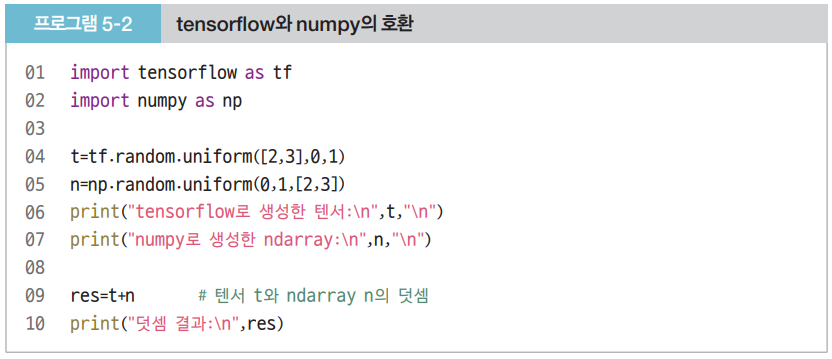 프로그램 5-2 tensorflow와 numpy의 호환
01 import tensorflow as tf
02 import numpy as np
03
04 t=tf.random.uniform([2,3],0,1)
05 n=np.random.uniform(0,1,[2,3])
06 print("tensorflow로 생성한 텐서:\n",t,"\n")
07 print("numpy로 생성한 ndarray:\n",n,"\n")
08
09 res=t+n # 텐서 t와 ndarray n의 덧셈
10 print("덧셈 결과:\n",res)